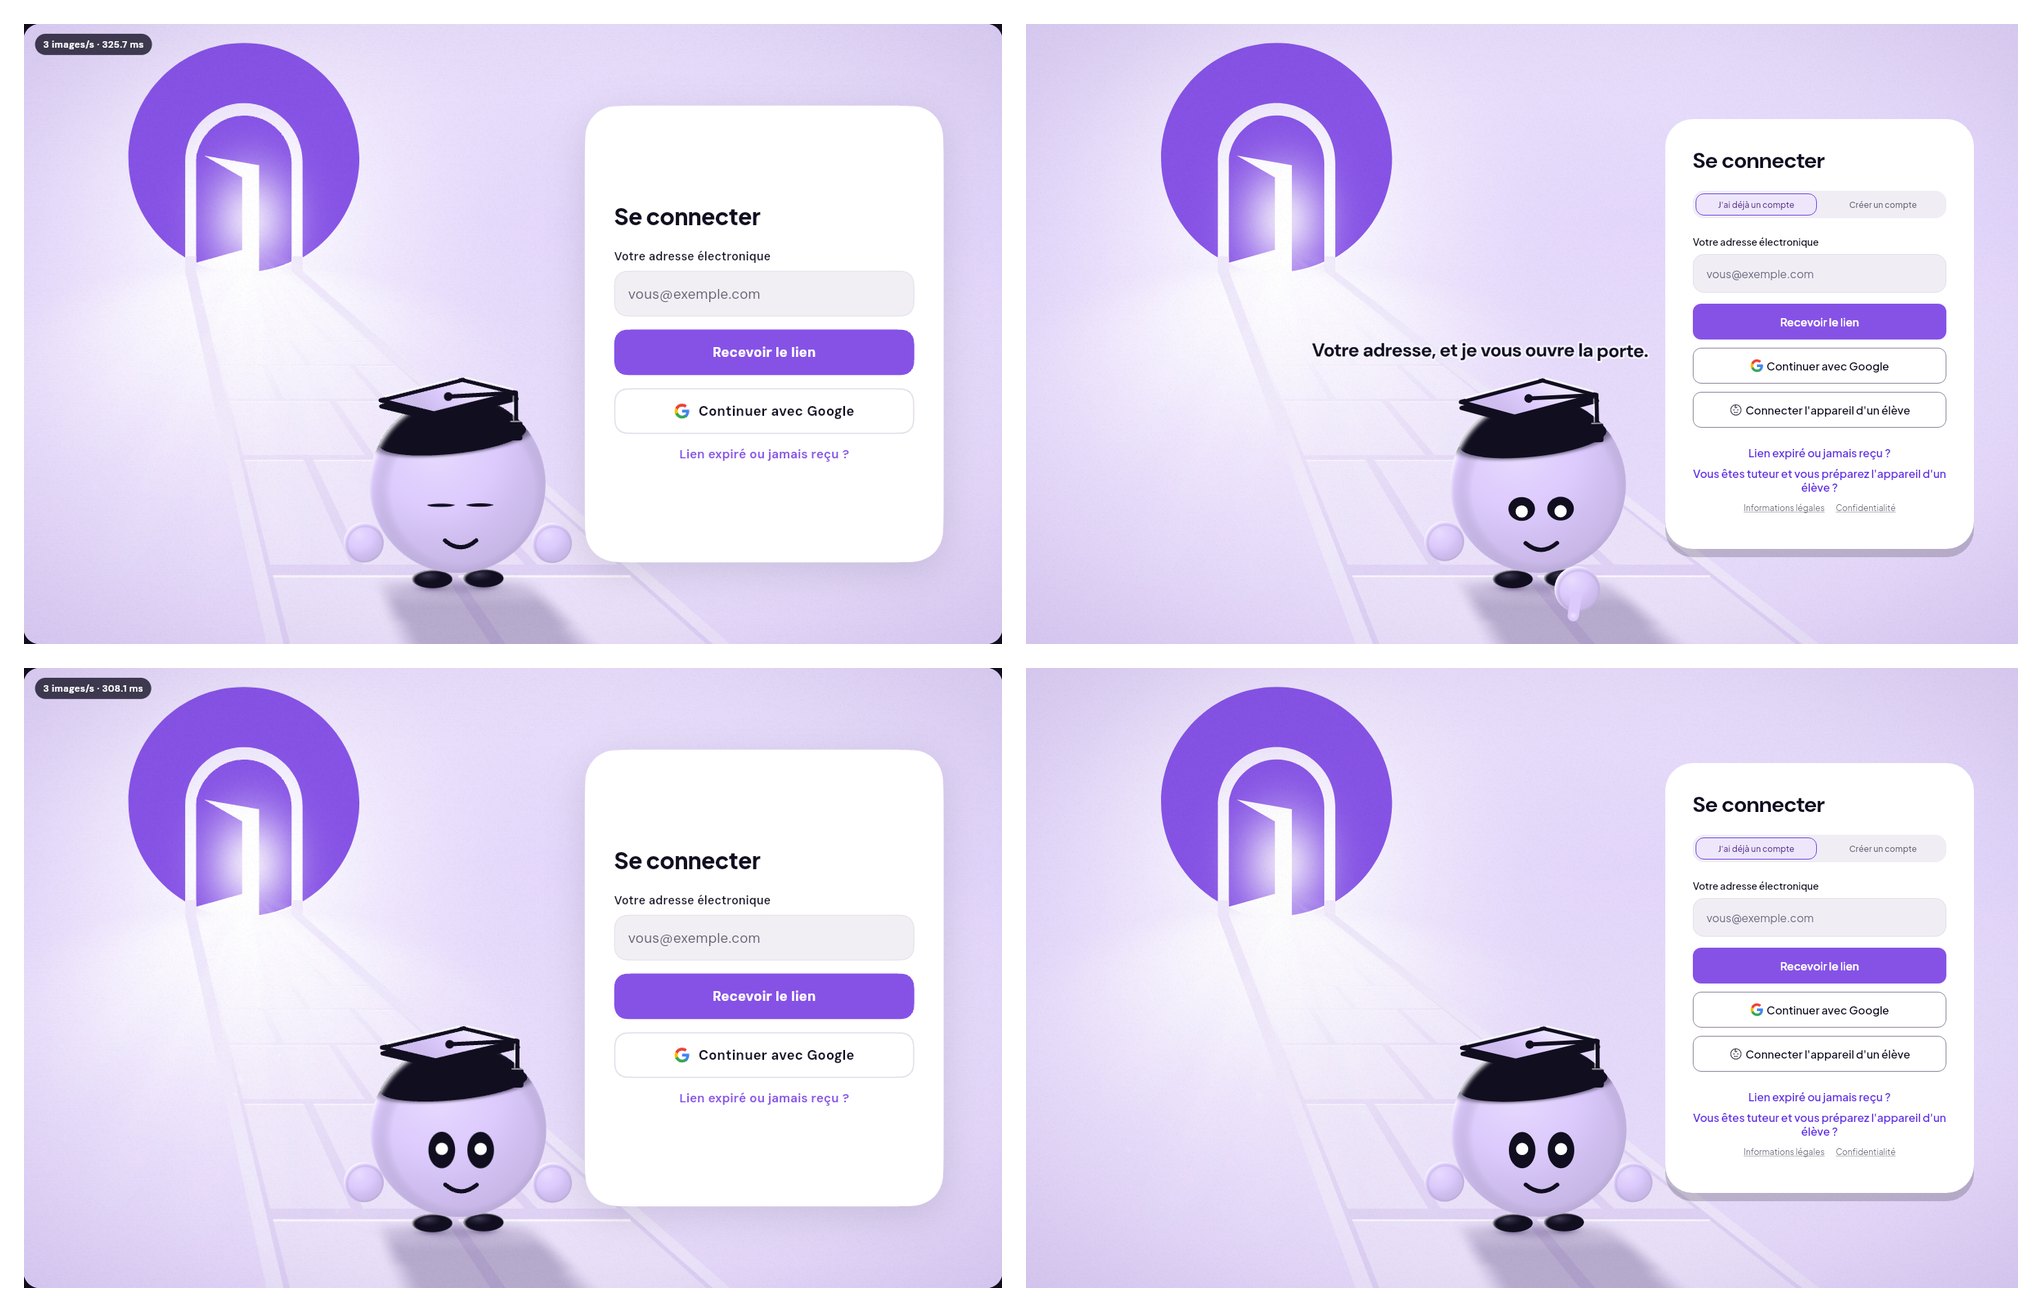 3 images/s · 325.7 ms
Se connecter
Votre adresse électronique
vous@exemple.com
Recevoir le lien
Continuer avec Google
Lien expiré ou jamais reçu ?
Votre adresse, et je vous ouvre la porte.
Se connecter
J'ai déjà un compte
Créer un compte
Votre adresse électronique
vous@exemple.com
Recevoir le lien
Continuer avec Google
Connecter l'appareil d'un élève
Lien expiré ou jamais reçu ?
Vous êtes tuteur et vous préparez l'appareil d'un
élève ?
Informations légales Confidentialité
3 images/s · 308.1 ms
Se connecter
Votre adresse électronique
vous@exemple.com
Recevoir le lien
Continuer avec Google
Lien expiré ou jamais reçu ?
Se connecter
J'ai déjà un compte
Créer un compte
Votre adresse électronique
vous@exemple.com
Recevoir le lien
Continuer avec Google
Connecter l'appareil d'un élève
Lien expiré ou jamais reçu ?
Vous êtes tuteur et vous préparez l'appareil d'un
élève ?
Informations légales Confidentialité